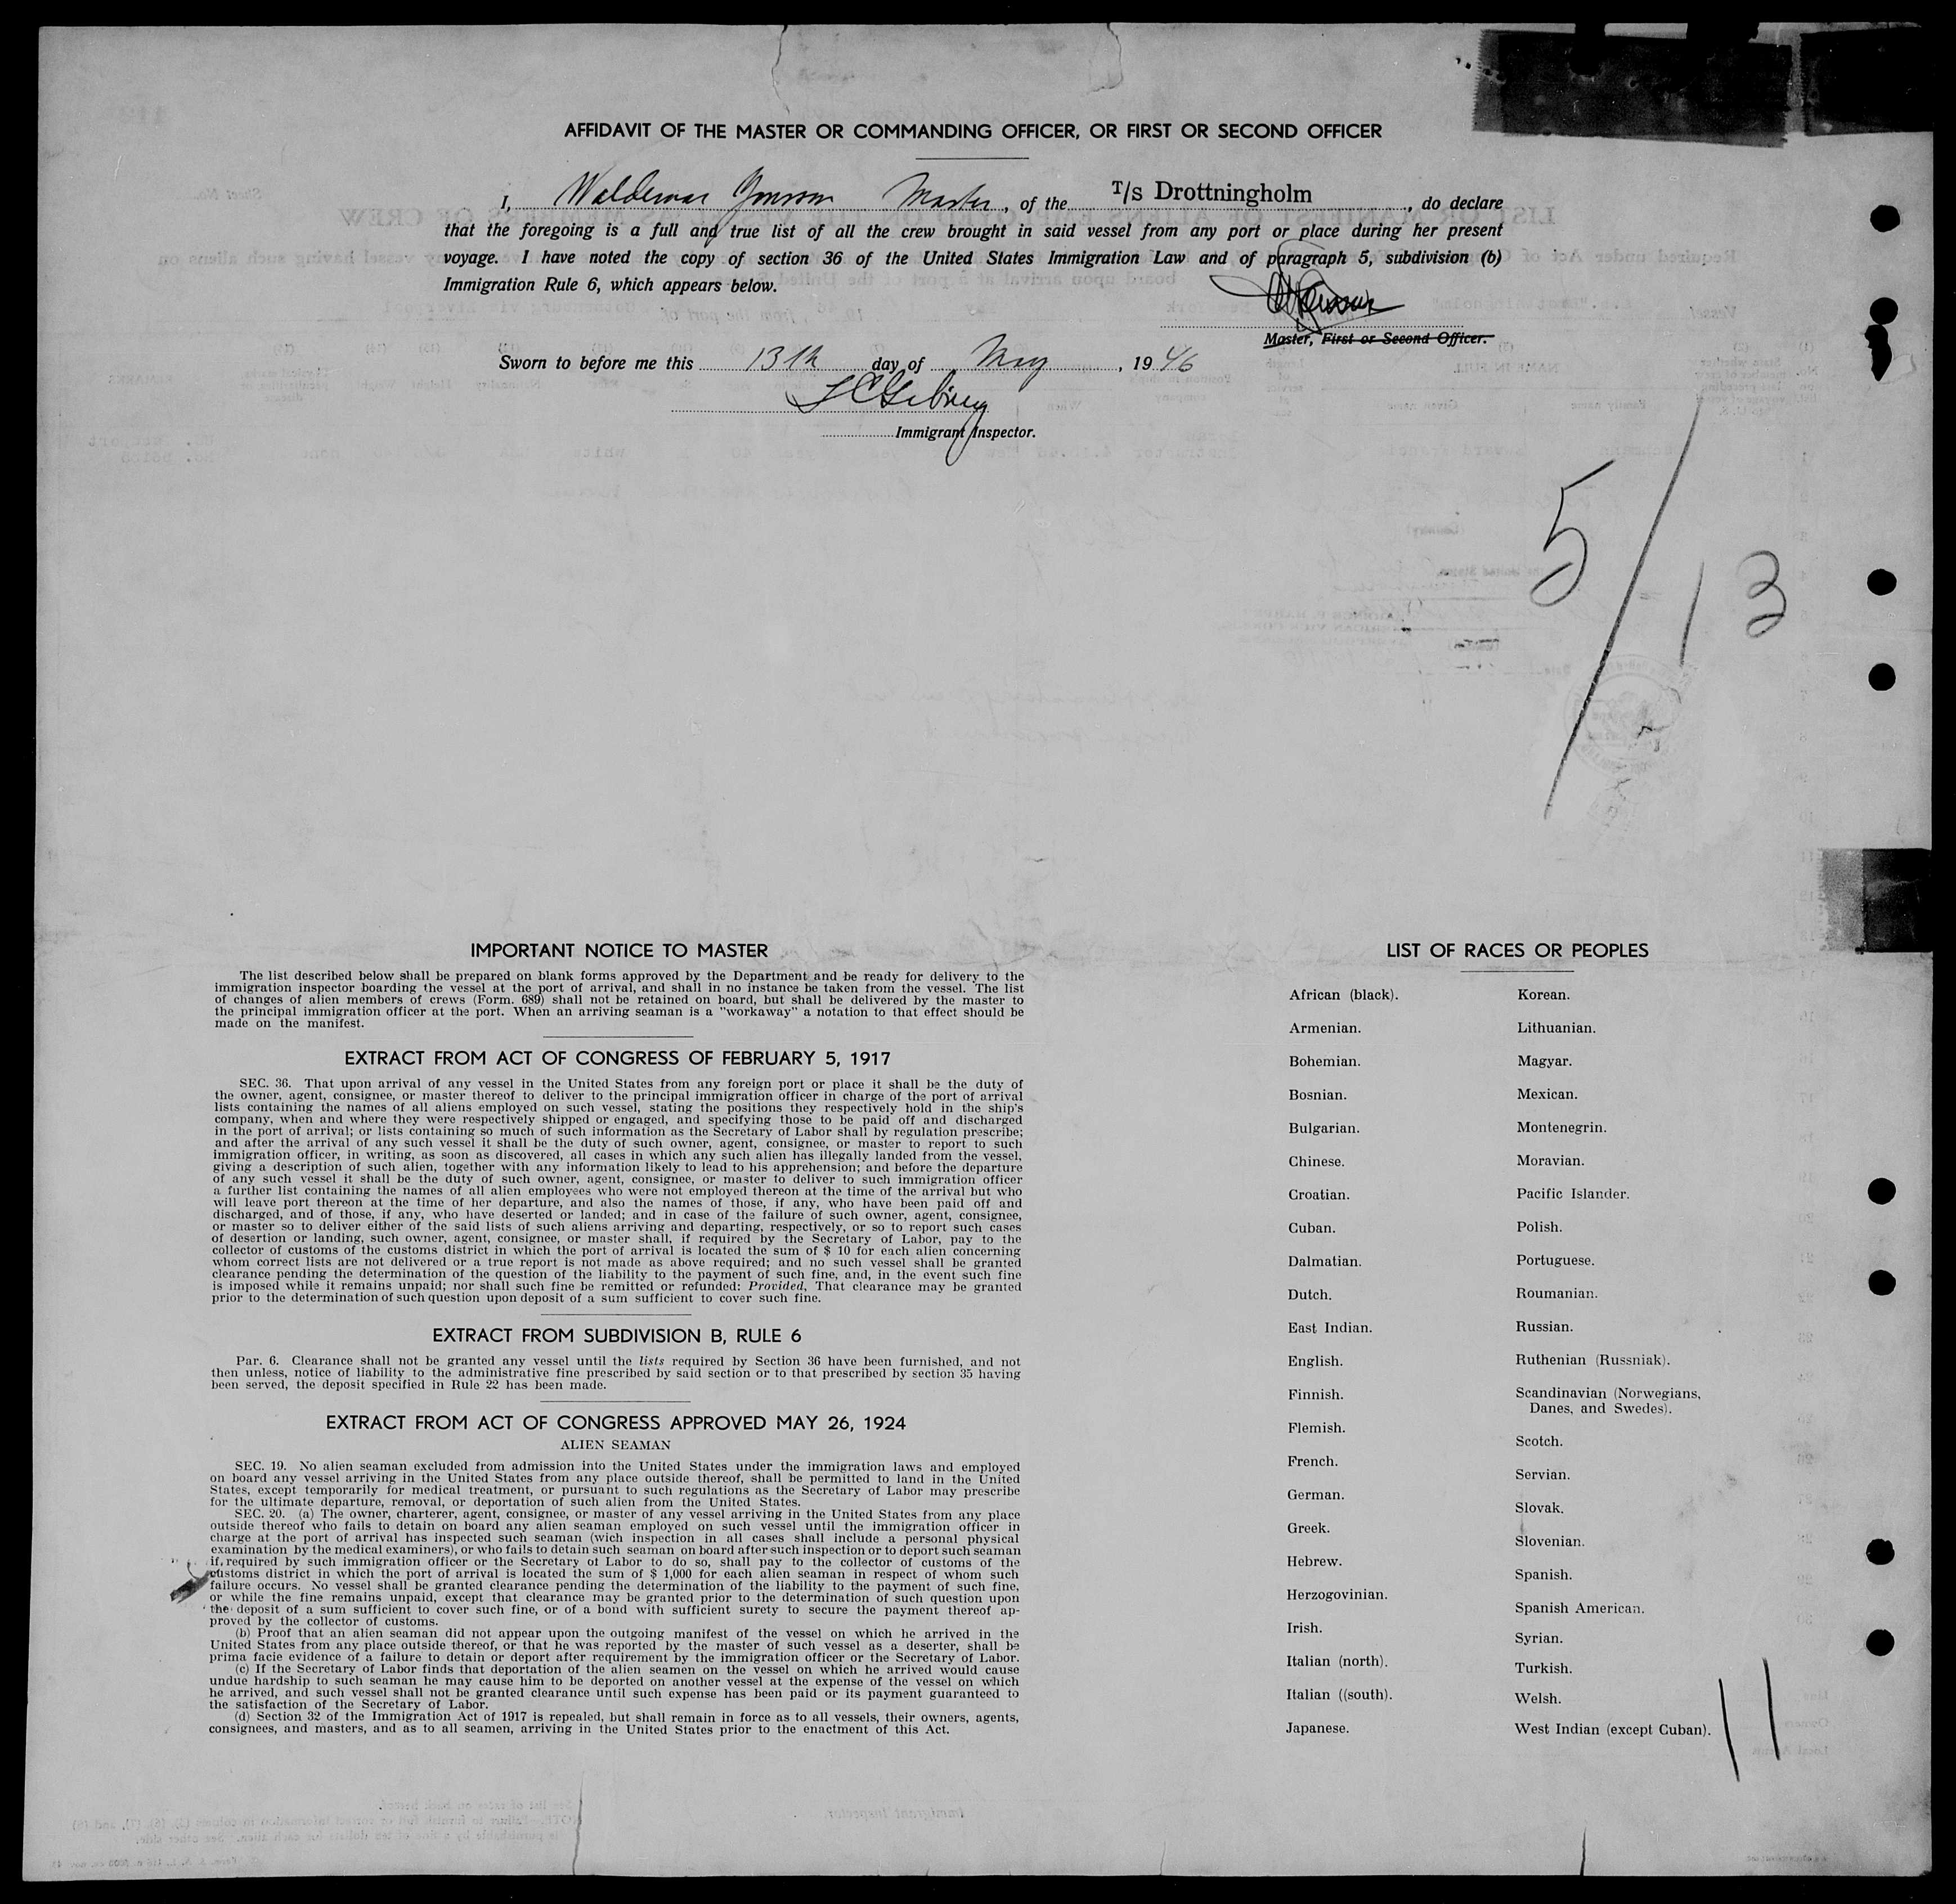 AFFIDAVIT OF THE MASTER OR COMMANDING OFFICER, OR FIRST OR SECOND OFFICER
I, Waldemar Jonson Master, of the T/s Drottningholm, do declare
that the foregoing is a full and true list of all the crew brought in said vessel from any port or place during her present
voyage. I have noted the copy of section 36 of the United States Immigration Law and of paragraph 5, subdivision (b)
Immigration Rule 6, which appears below.
Master, First or Second Officer.
Sworn to before me this 13th day of May, 1946
Immigrant Inspector.
5/13
IMPORTANT NOTICE TO MASTER
The list described below shall be prepared on blank forms approved by the Department and be ready for delivery to the
immigration inspector boarding the vessel at the port of arrival, and shall in no instance be taken from the vessel. The list
of changes of alien members of crews (Form. 689) shall not be retained on board, but shall be delivered by the master to
the principal immigration officer at the port. When an arriving seaman is a "workaway" a notation to that effect should be
made on the manifest.
EXTRACT FROM ACT OF CONGRESS OF FEBRUARY 5, 1917
SEC. 36. That upon arrival of any vessel in the United States from any foreign port or place it shall be the duty of
the owner, agent, consignee, or master thereof to deliver to the principal immigration officer in charge of the port of arrival
lists containing the names of all aliens employed on such vessel, stating the positions they respectively hold in the ship's
company, when and where they were respectively shipped or engaged, and specifying those to be paid off and discharged
in the port of arrival; or lists containing so much of such information as the Secretary of Labor shall by regulation prescribe;
and after the arrival of any such vessel it shall be the duty of such owner, agent, consignee, or master to report to such
immigration officer, in writing, as soon as discovered, all cases in which any such alien has illegally landed from the vessel,
giving a description of such alien, together with any information likely to lead to his apprehension; and before the departure
of any such vessel it shall be the duty of such owner, agent, consignee, or master to deliver to such immigration officer
a further list containing the names of all alien employees who were not employed thereon at the time of the arrival but who
will leave port thereon at the time of her departure, and also the names of those, if any, who have been paid off and
discharged, and of those, if any, who have deserted or landed; and in case of the failure of such owner, agent, consignee,
or master so to deliver either of the said lists of such aliens arriving and departing, respectively, or so to report such cases
of desertion or landing, such owner, agent, consignee, or master shall, if required by the Secretary of Labor, pay to the
collector of customs of the customs district in which the port of arrival is located the sum of $ 10 for each alien concerning
whom correct lists are not delivered or a true report is not made as above required; and no such vessel shall be granted
clearance pending the determination of the question of the liability to the payment of such fine, and, in the event such fine
is imposed while it remains unpaid; nor shall such fine be remitted or refunded: Provided, That clearance may be granted
prior to the determination of such question upon deposit of a sum sufficient to cover such fine.
EXTRACT FROM SUBDIVISION B, RULE 6
Par. 6. Clearance shall not be granted any vessel until the lists required by Section 36 have been furnished, and not
then unless, notice of liability to the administrative fine prescribed by said section or to that prescribed by section 35 having
been served, the deposit specified in Rule 22 has been made.
EXTRACT FROM ACT OF CONGRESS APPROVED MAY 26, 1924
ALIEN SEAMAN
SEC. 19. No alien seaman excluded from admission into the United States under the immigration laws and employed
on board any vessel arriving in the United States from any place outside thereof, shall be permitted to land in the United
States, except temporarily for medical treatment, or pursuant to such regulations as the Secretary of Labor may prescribe
for the ultimate departure, removal, or deportation of such alien from the United States.
SEC. 20. (a) The owner, charterer, agent, consignee, or master of any vessel arriving in the United States from any place
outside thereof who fails to detain on board any alien seaman employed on such vessel until the immigration officer in
charge at the port of arrival has inspected such seaman (wich inspection in all cases shall include a personal physical
examination by the medical examiners), or who fails to detain such seaman on board after such inspection or to deport such seaman
if required by such immigration officer or the Secretary of Labor to do so, shall pay to the collector of customs of the
customs district in which the port of arrival is located the sum of $ 1,000 for each alien seaman in respect of whom such
failure occurs. No vessel shall be granted clearance pending the determination of the liability to the payment of such fine,
or while the fine remains unpaid, except that clearance may be granted prior to the determination of such question upon
the deposit of a sum sufficient to cover such fine, or of a bond with sufficient surety to secure the payment thereof ap-
proved by the collector of customs.
(b) Proof that an alien seaman did not appear upon the outgoing manifest of the vessel on which he arrived in the
United States from any place outside thereof, or that he was reported by the master of such vessel as a deserter, shall be
prima facie evidence of a failure to detain or deport after requirement by the immigration officer or the Secretary of Labor.
(c) If the Secretary of Labor finds that deportation of the alien seamen on the vessel on which he arrived would cause
undue hardship to such seaman he may cause him to be deported on another vessel at the expense of the vessel on which
he arrived, and such vessel shall not be granted clearance until such expense has been paid or its payment guaranteed to
the satisfaction of the Secretary of Labor.
(d) Section 32 of the Immigration Act of 1917 is repealed, but shall remain in force as to all vessels, their owners, agents,
consignees, and masters, and as to all seamen, arriving in the United States prior to the enactment of this Act.
LIST OF RACES OR PEOPLES
African (black).
Armenian.
Bohemian.
Bosnian.
Bulgarian.
Chinese.
Croatian.
Cuban.
Dalmatian.
Dutch.
East Indian.
English.
Finnish.
Flemish.
French.
German.
Greek.
Hebrew.
Herzogovinian.
Irish.
Italian (north).
Italian ((south).
Japanese.
Korean.
Lithuanian.
Magyar.
Mexican.
Montenegrin.
Moravian.
Pacific Islander.
Polish.
Portuguese.
Roumanian.
Russian.
Ruthenian (Russniak).
Scandinavian (Norwegians,
Danes, and Swedes).
Scotch.
Servian.
Slovak.
Slovenian.
Spanish.
Spanish American.
Syrian.
Turkish.
Welsh.
West Indian (except Cuban).
11